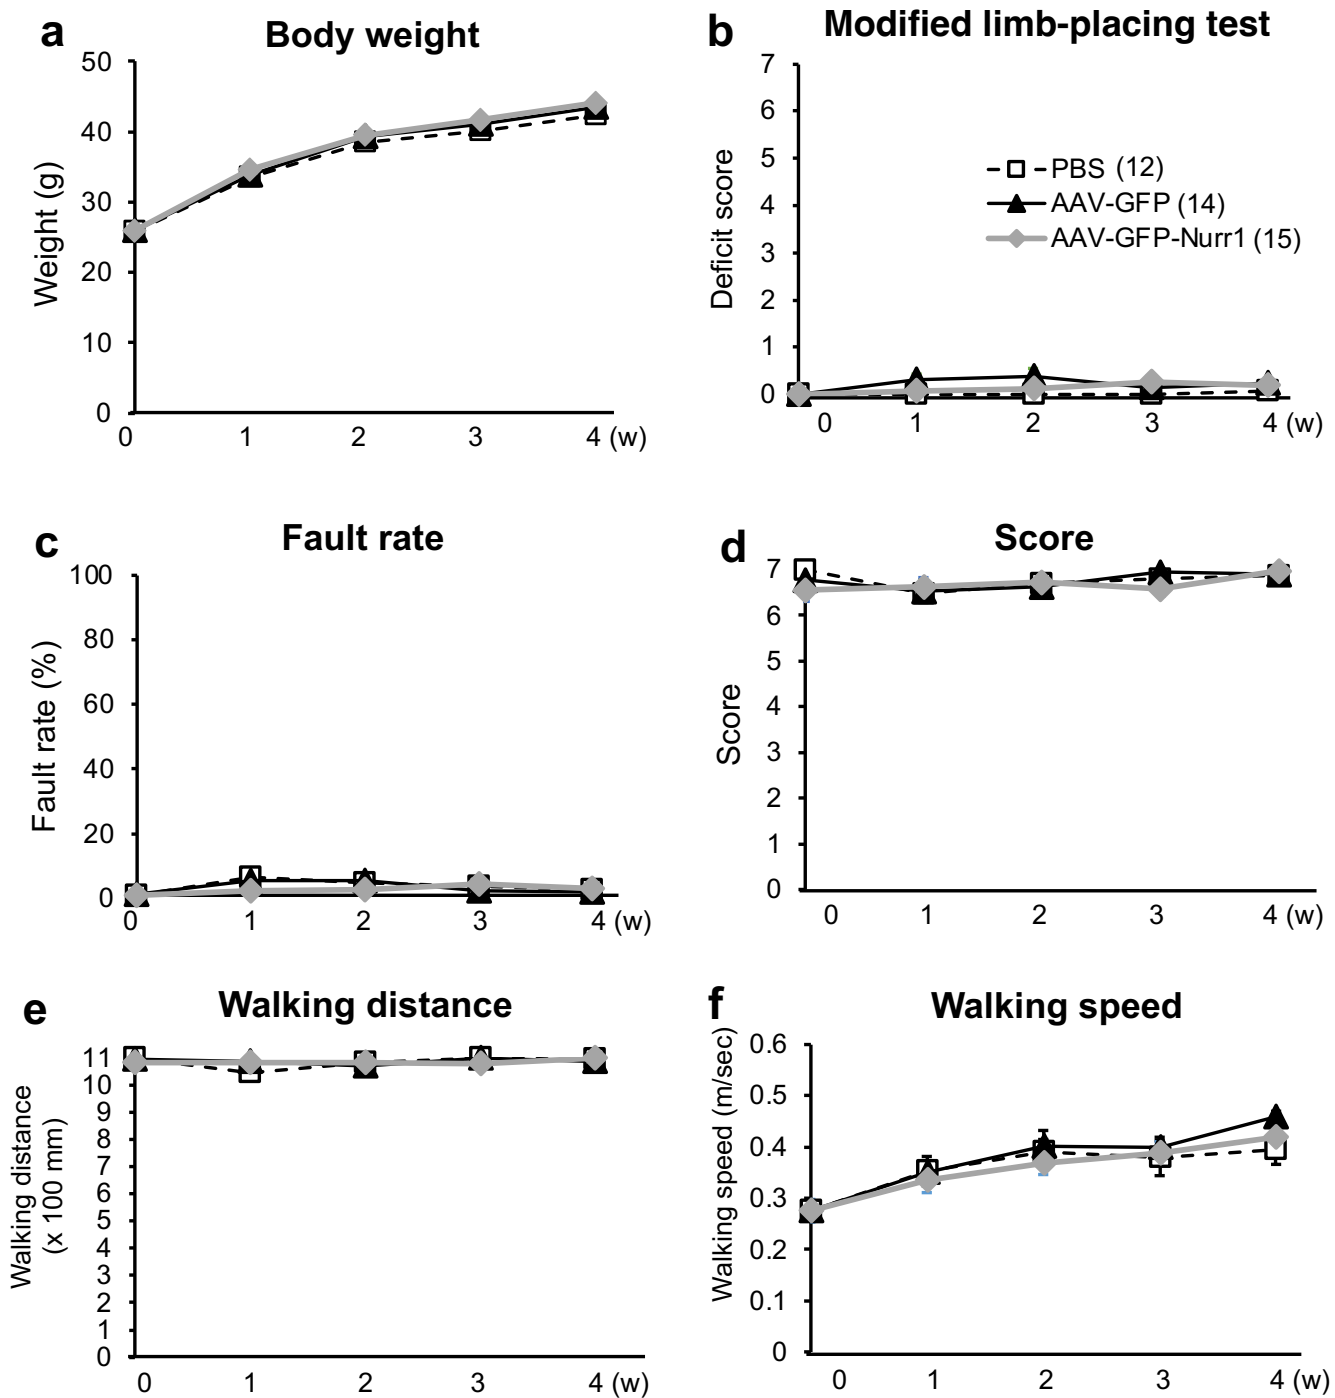 a
Body weight
Weight (g)
50
40
30
20
10
0
0 1 2 3 4 (w)
b
Modified limb-placing test
Deficit score
7
6
5
4
3
2
1
0
PBS (12)
AAV-GFP (14)
AAV-GFP-Nurr1 (15)
0 1 2 3 4 (w)
c
Fault rate
Fault rate (%)
100
80
60
40
20
0
0 1 2 3 4 (w)
d
Score
Score
7
6
5
4
3
2
1
0
0 1 2 3 4 (w)
e
Walking distance
Walking distance
(x 100 mm)
11
10
9
8
7
6
5
4
3
2
1
0
0 1 2 3 4 (w)
f
Walking speed
Walking speed (m/sec)
0.6
0.5
0.4
0.3
0.2
0.1
0
0 1 2 3 4 (w)